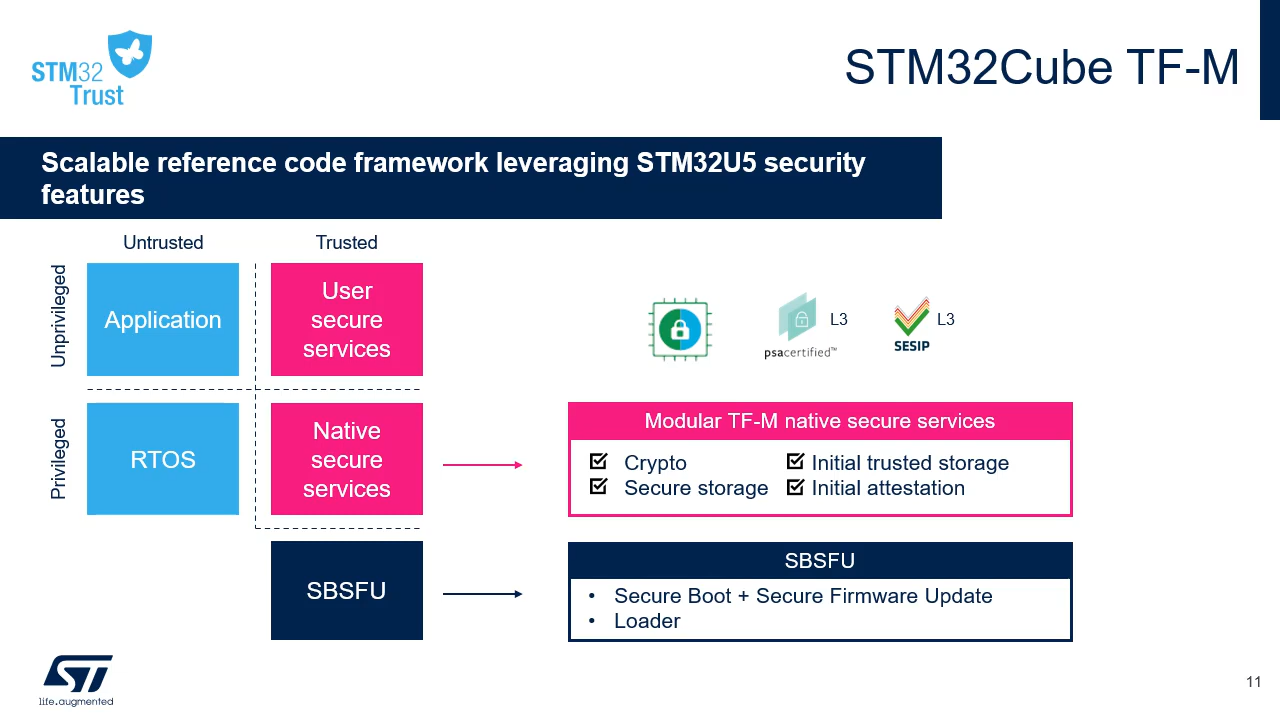 STM32
Trust
STM32Cube TF-M
Scalable reference code framework leveraging STM32U5 security
features
Untrusted
Trusted
Unprivileged
Application
User
secure
services
L3
psacertified™
L3
SESIP
Privileged
RTOS
Native
secure
services
Modular TF-M native secure services
Crypto
Initial trusted storage
Secure storage
Initial attestation
SBSFU
SBSFU
• Secure Boot + Secure Firmware Update
• Loader
ST
life.augmented
11